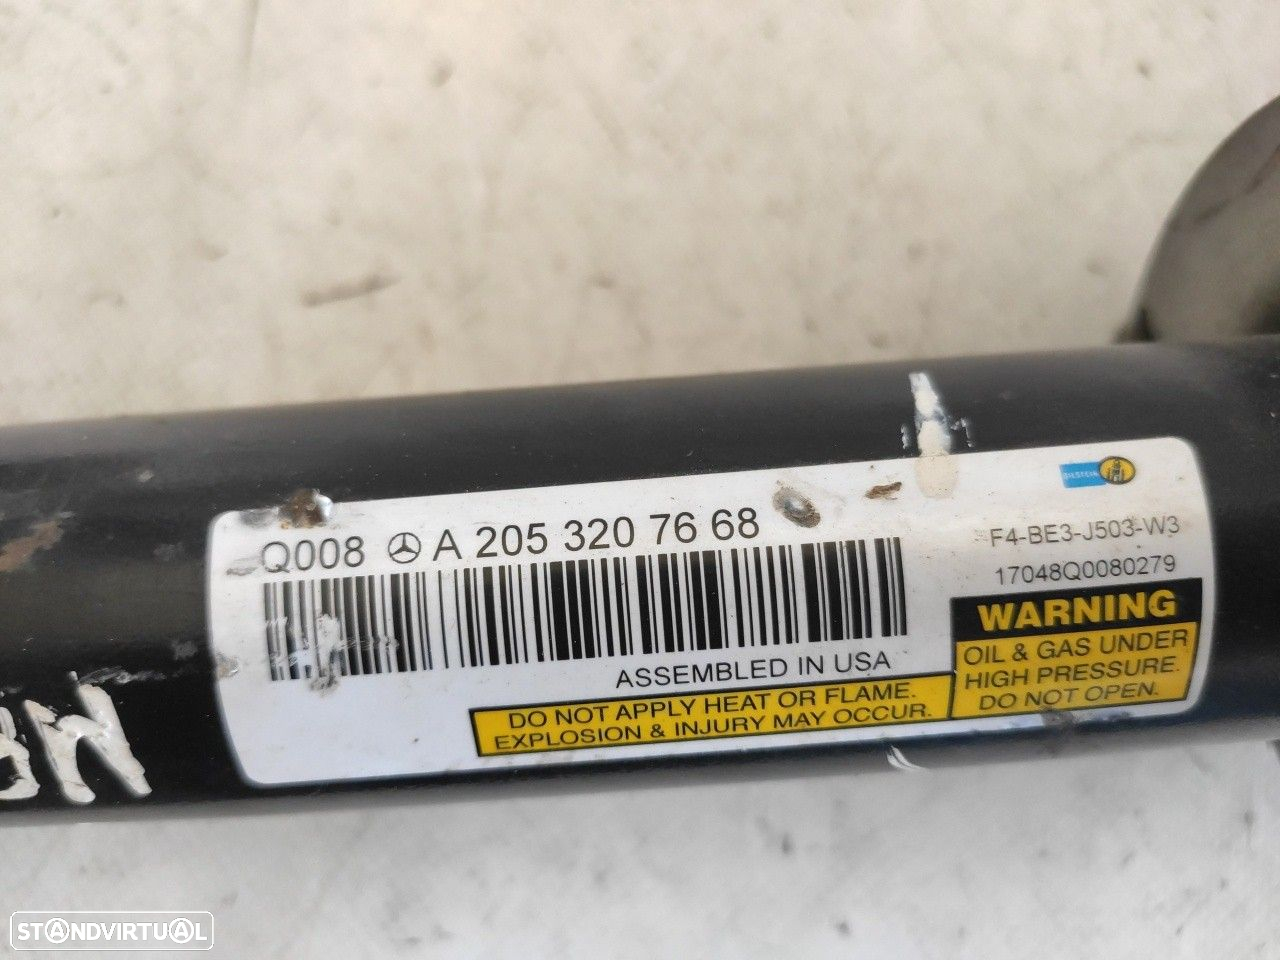 BILSTEIN
Q008 A 205 320 76 68
F4-BE3-J503-W3
17048Q0080279
ASSEMBLED IN USA
WARNING
OIL & GAS UNDER
HIGH PRESSURE.
DO NOT OPEN.
DO NOT APPLY HEAT OR FLAME.
EXPLOSION & INJURY MAY OCCUR.
STANDVIRTUAL